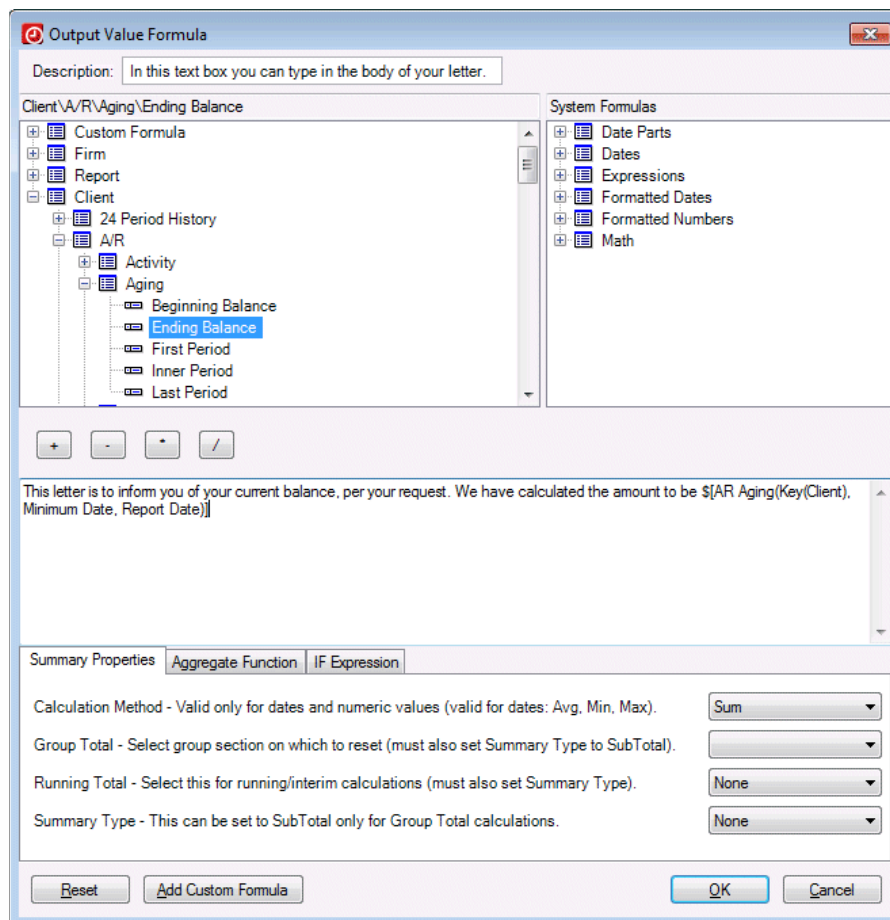 Output Value Formula
Description: In this text box you can type in the body of your letter.
Client\A/R\Aging\Ending Balance
System Formulas
Custom Formula
Firm
Report
Client
24 Period History
A/R
Activity
Aging
Beginning Balance
Ending Balance
First Period
Inner Period
Last Period
Date Parts
Dates
Expressions
Formatted Dates
Formatted Numbers
Math
+ - * /
This letter is to inform you of your current balance, per your request. We have calculated the amount to be $[AR Aging(Key(Client),
Minimum Date, Report Date)]
Summary Properties Aggregate Function IF Expression
Calculation Method - Valid only for dates and numeric values (valid for dates: Avg, Min, Max). Sum
Group Total - Select group section on which to reset (must also set Summary Type to SubTotal).
Running Total - Select this for running/interim calculations (must also set Summary Type). None
Summary Type - This can be set to SubTotal only for Group Total calculations. None
Reset Add Custom Formula OK Cancel